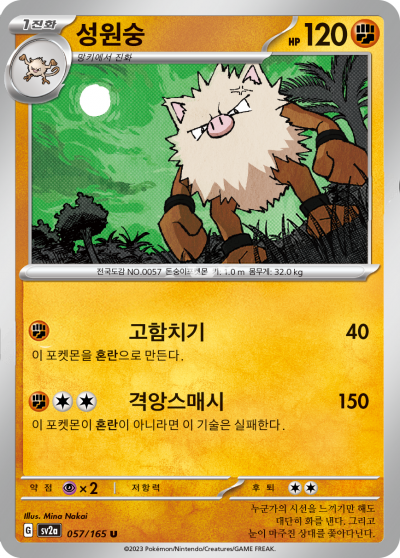 1진화 성원숭 HP 120
망키에서 진화
전국도감 NO.0057 돈숭이포켓몬 키: 1.0 m 몸무게: 32.0 kg
고함치기 40
이 포켓몬을 혼란으로 만든다.
격앙스매시 150
이 포켓몬이 혼란이 아니라면 이 기술은 실패한다.
약점 ×2 저항력 후퇴
Illus. Mina Nakai
G sv2a 057/165 U
누군가의 시선을 느끼기만 해도
대단히 화를 낸다. 그리고
눈이 마주진 상대를 쫓아다닌다.
©2023 Pokémon/Nintendo/Creatures/GAME FREAK.